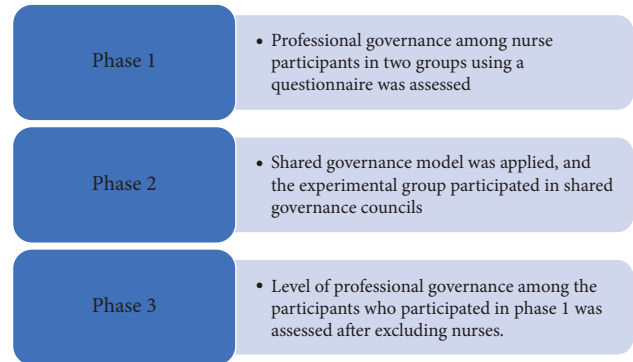 Phase 1
• Professional governance among nurse
participants in two groups using a
questionnaire was assessed
Phase 2
• Shared governance model was applied, and
the experimental group participated in shared
governance councils
Phase 3
• Level of professional governance among the
participants who participated in phase 1 was
assessed after excluding nurses.